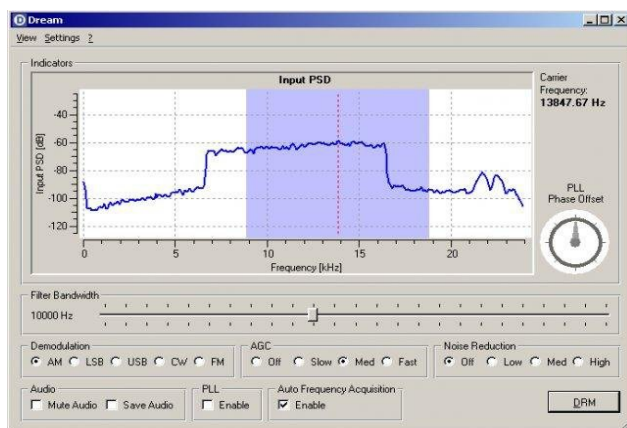 Dream
View Settings ?
Indicators
Input PSD
Input PSD [dB]
-40
-60
-80
-100
-120
0 5 10 15 20
Frequency [kHz]
Carrier
Frequency:
13847.67 Hz
PLL
Phase Offset
Filter Bandwidth
10000 Hz
Demodulation
AM LSB USB CW FM
AGC
Off Slow Med Fast
Noise Reduction
Off Low Med High
Audio
Mute Audio Save Audio
PLL
Enable
Auto Frequency Acquisition
Enable
DRM